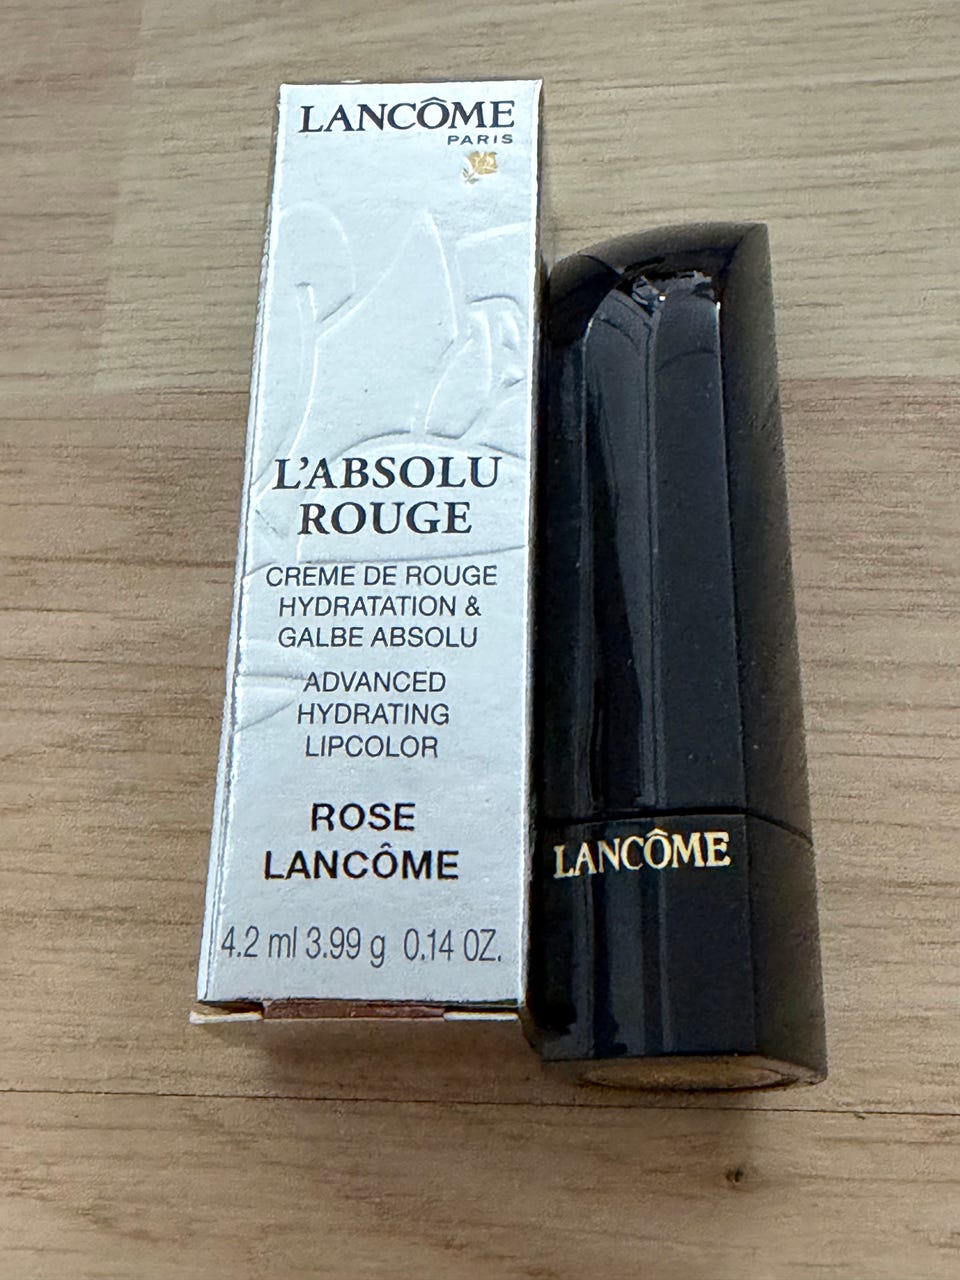 LANCÔME
PARIS
L'ABSOLU
ROUGE
CREME DE ROUGE
HYDRATATION &
GALBE ABSOLU
ADVANCED
HYDRATING
LIPCOLOR
ROSE
LANCÔME
4.2 ml 3.99 g 0.14 OZ.
LANCÔME